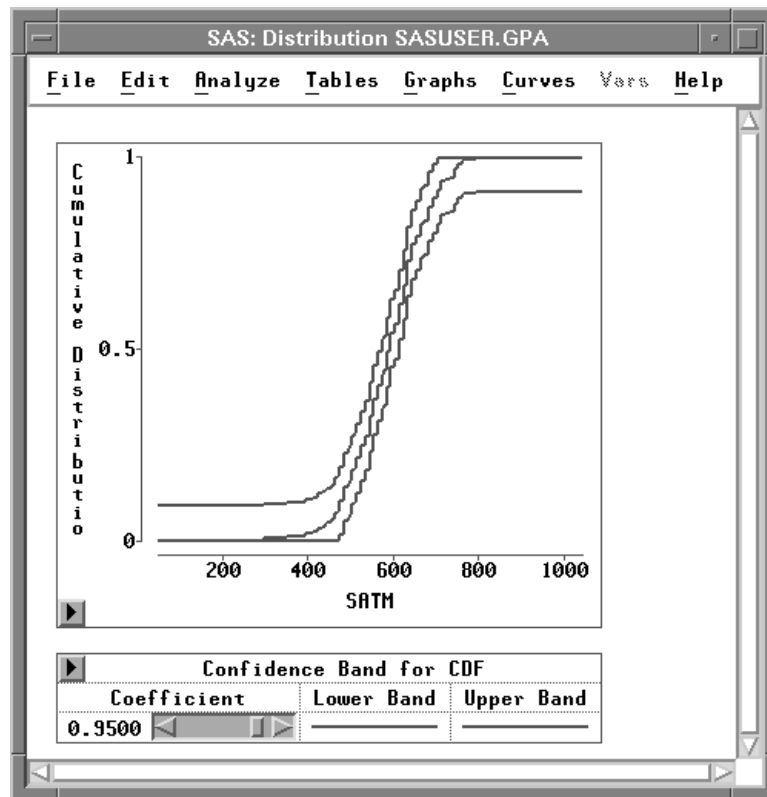 SAS: Distribution SASUSER.GPA
File Edit Analyze Tables Graphs Curves Vars Help
Cumulative Distributio
1
0.5
0
200 400 600 800 1000
SATM
Confidence Band for CDF
Coefficient Lower Band Upper Band
0.9500